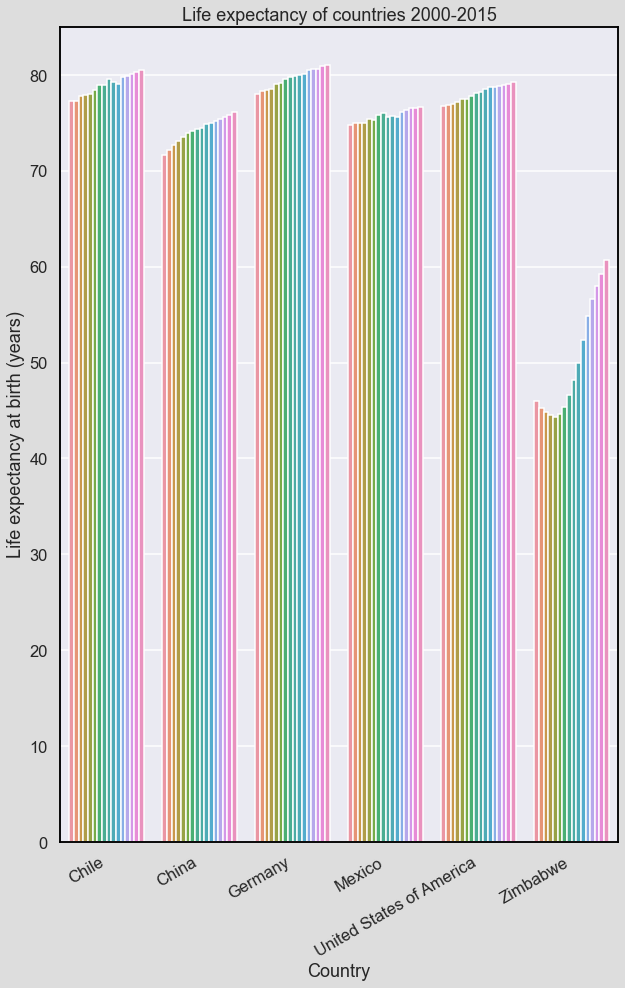 Life expectancy of countries 2000-2015
Life expectancy at birth (years)
80
70
60
50
40
30
20
10
0
Chile
China
Germany
Mexico
United States of America
Zimbabwe
Country